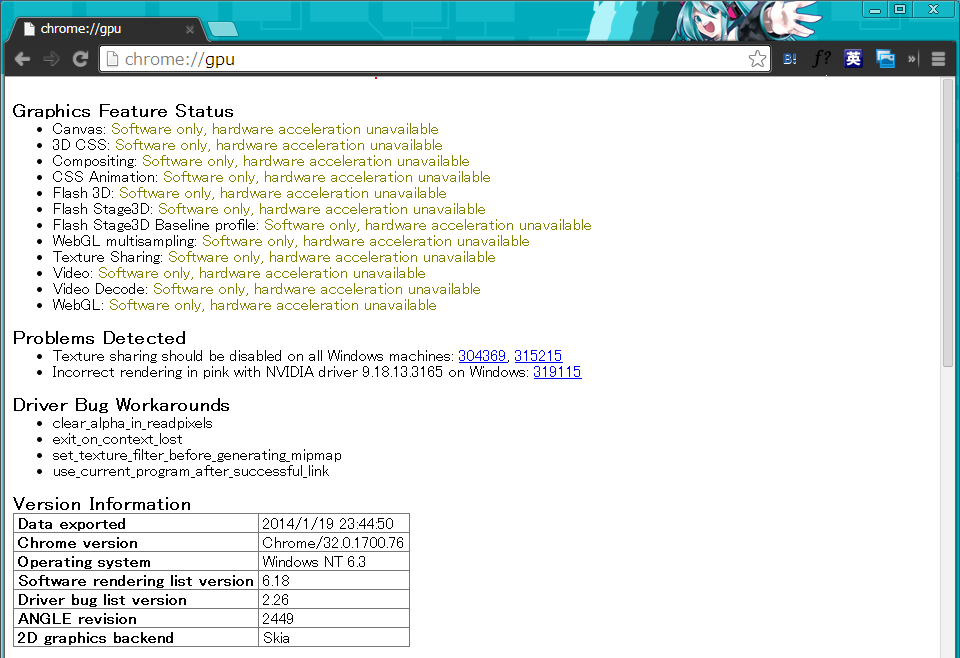 chrome://gpu
chrome://gpu
B!
f?
英
»
Graphics Feature Status
Canvas: Software only, hardware acceleration unavailable
3D CSS: Software only, hardware acceleration unavailable
Compositing: Software only, hardware acceleration unavailable
CSS Animation: Software only, hardware acceleration unavailable
Flash 3D: Software only, hardware acceleration unavailable
Flash Stage3D: Software only, hardware acceleration unavailable
Flash Stage3D Baseline profile: Software only, hardware acceleration unavailable
WebGL multisampling: Software only, hardware acceleration unavailable
Texture Sharing: Software only, hardware acceleration unavailable
Video: Software only, hardware acceleration unavailable
Video Decode: Software only, hardware acceleration unavailable
WebGL: Software only, hardware acceleration unavailable
Problems Detected
Texture sharing should be disabled on all Windows machines: 304369, 315215
Incorrect rendering in pink with NVIDIA driver 9.18.13.3165 on Windows: 319115
Driver Bug Workarounds
clear_alpha_in_readpixels
exit_on_context_lost
set_texture_filter_before_generating_mipmap
use_current_program_after_successful_link
Version Information
Data exported 2014/1/19 23:44:50
Chrome version Chrome/32.0.1700.76
Operating system Windows NT 6.3
Software rendering list version 6.18
Driver bug list version 2.26
ANGLE revision 2449
2D graphics backend Skia